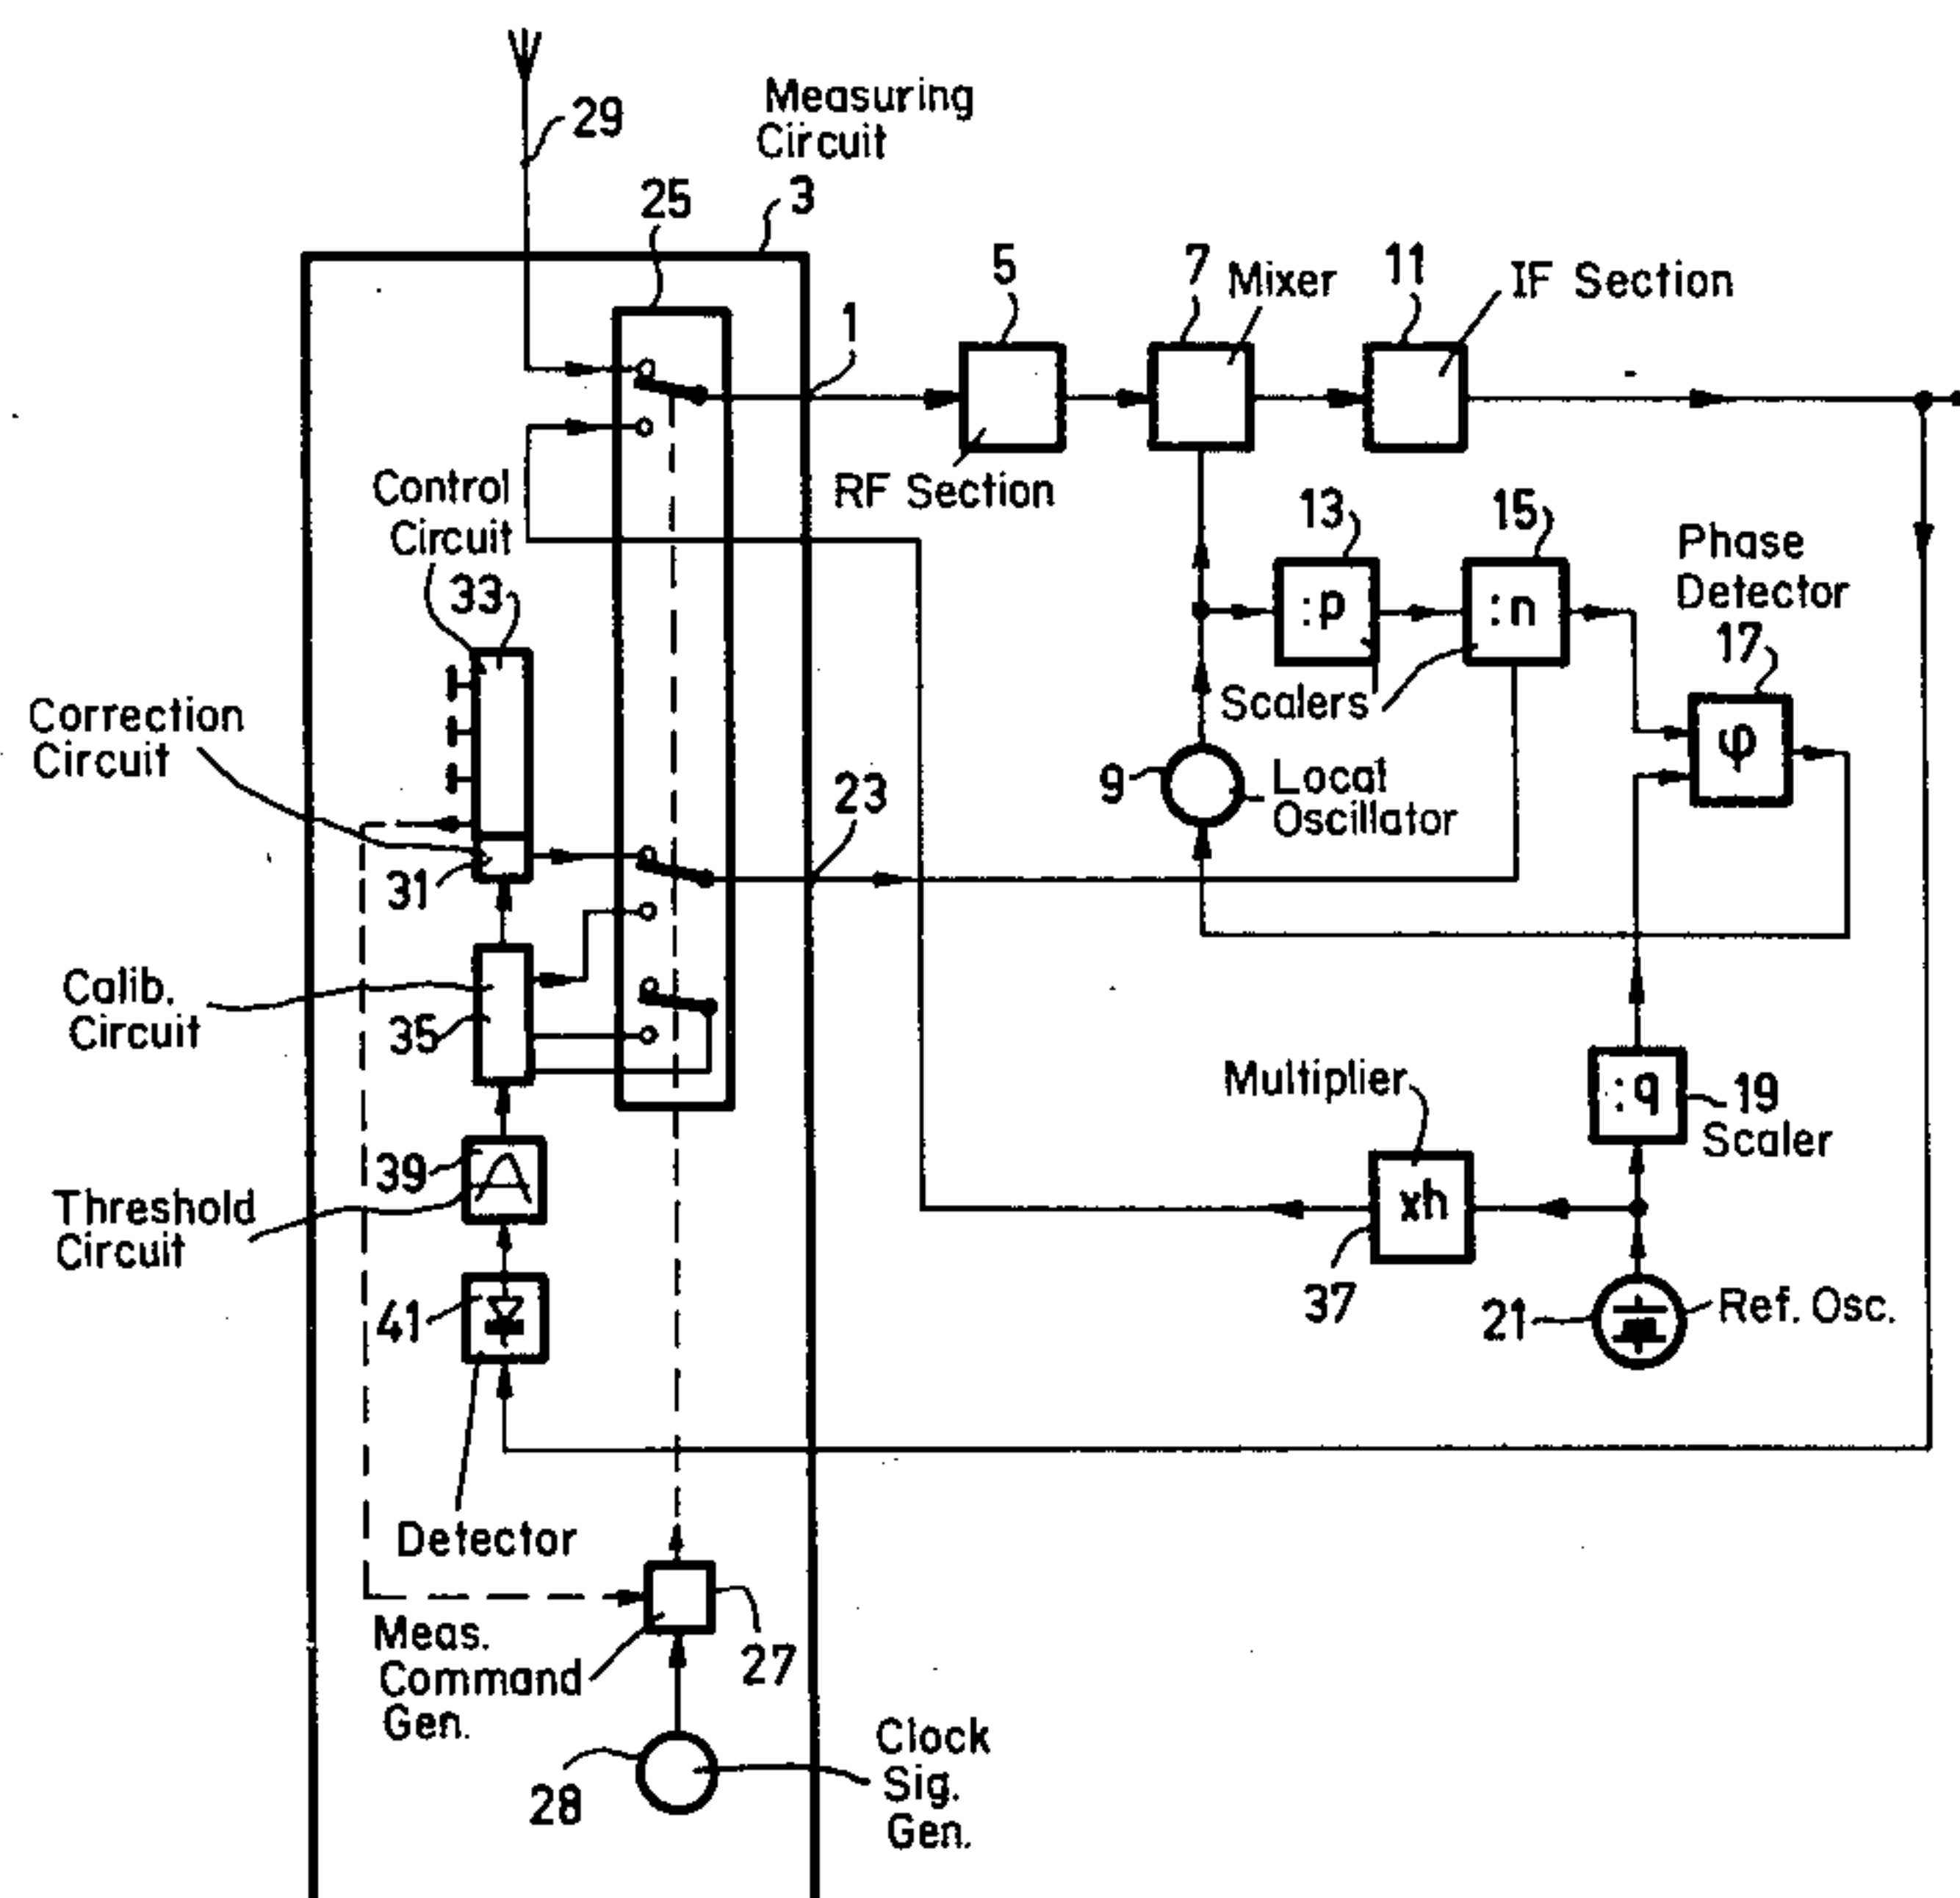 29
Measuring
Circuit
3
25
1
5
7
Mixer
11
IF Section
RF Section
Control
Circuit
33
13
15
:p
:n
Phase
Detector
17
φ
Scalers
Correction
Circuit
31
23
9
Local
Oscillator
Calib.
Circuit
35
Multiplier
:q
19
Scaler
39
Threshold
Circuit
xh
37
41
21
Ref. Osc.
Detector
Meas.
Command
Gen.
27
28
Clock
Sig.
Gen.